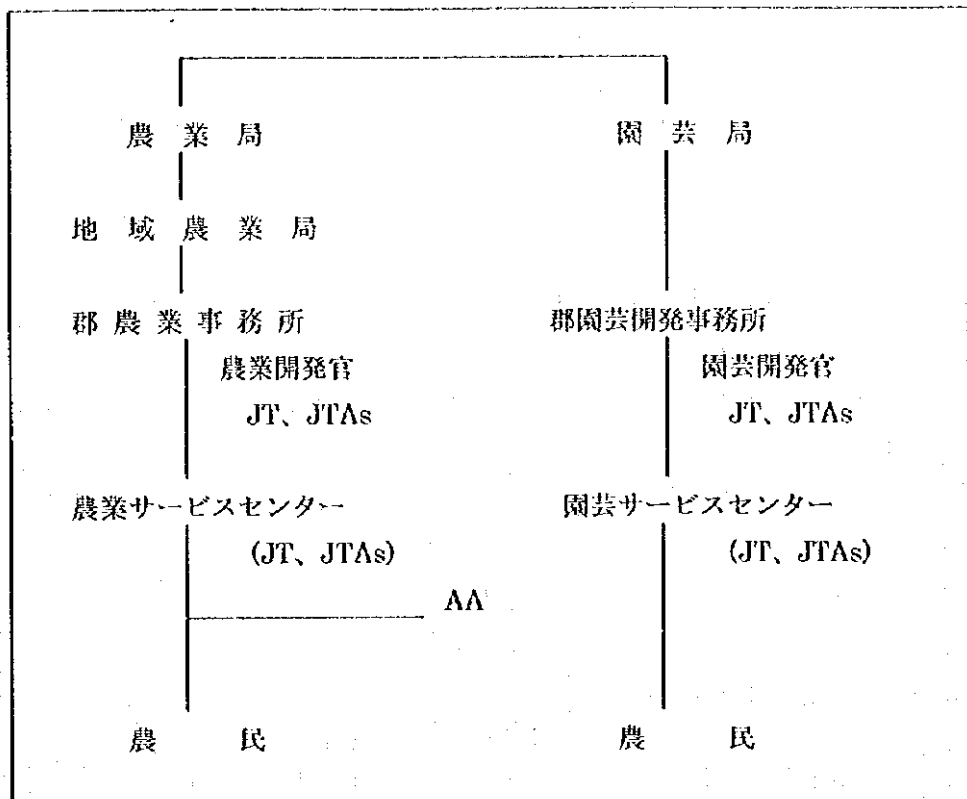 農業局 園芸局
地域農業局
郡農業事務所 郡園芸開発事務所
農業開発官 園芸開発官
JT、JTAs JT、JTAs
農業サービスセンター 園芸サービスセンター
(JT、JTAs) (JT、JTAs)
AA
農民 農民